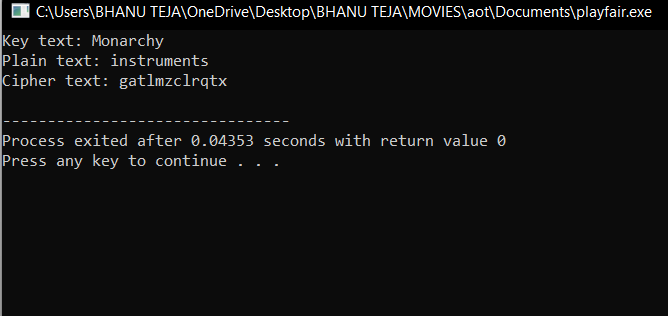 C:\Users\BHANU TEJA\OneDrive\Desktop\BHANU TEJA\MOVIES\aot\Documents\playfair.exe
Key text: Monarchy
Plain text: instruments
Cipher text: gatlmzclrqtx
--------------------------------
Process exited after 0.04353 seconds with return value 0
Press any key to continue . . .